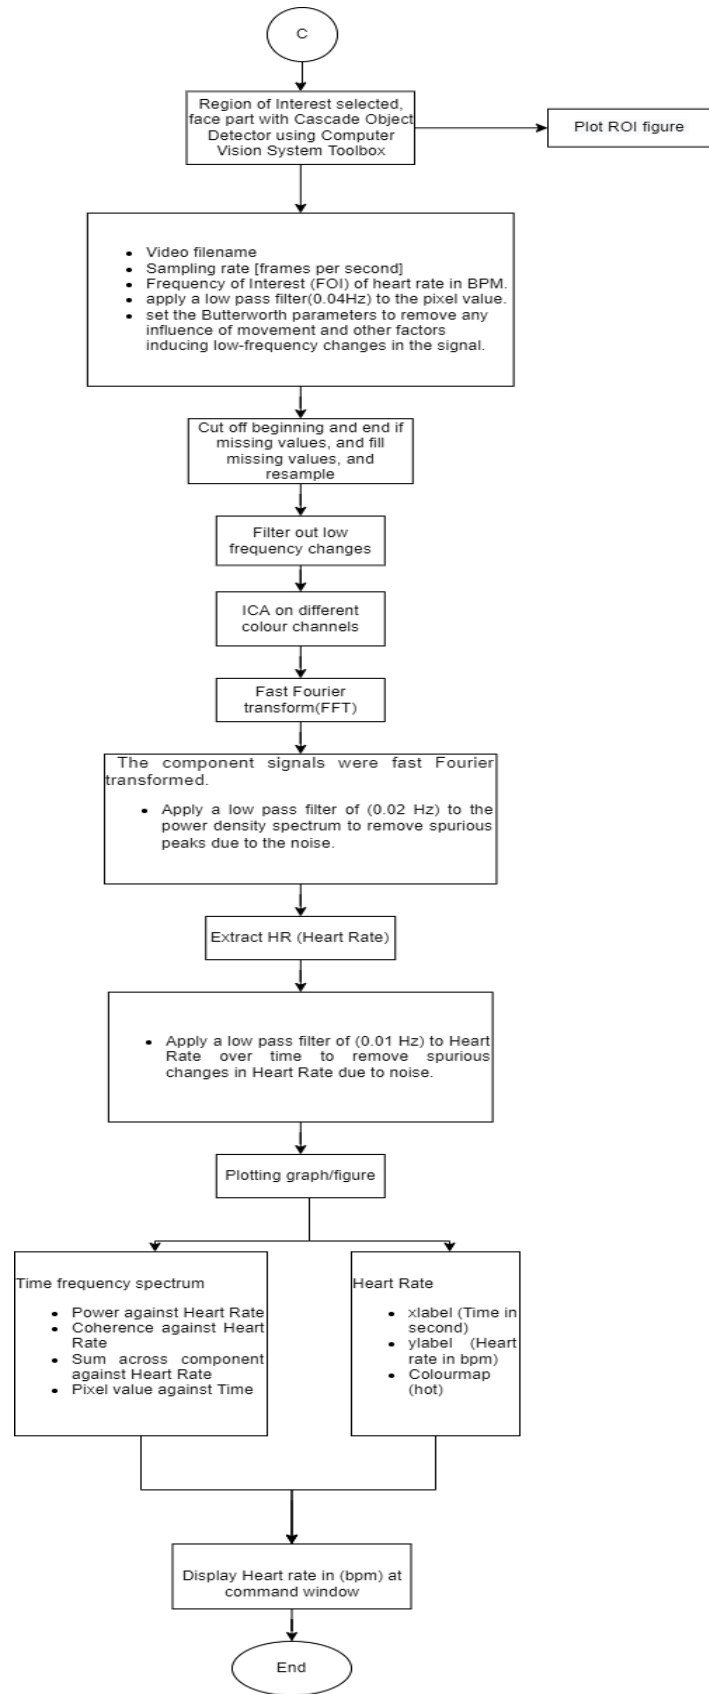 C
Region of Interest selected,
face part with Cascade Object
Detector using Computer
Vision System Toolbox
Plot ROI figure
• Video filename
• Sampling rate [frames per second]
• Frequency of Interest (FOI) of heart rate in BPM.
• apply a low pass filter(0.04Hz) to the pixel value.
• set the Butterworth parameters to remove any
influence of movement and other factors
inducing low-frequency changes in the signal.
Cut off beginning and end if
missing values, and fill
missing values, and
resample
Filter out low
frequency changes
ICA on different
colour channels
Fast Fourier
transform(FFT)
The component signals were fast Fourier
transformed.
• Apply a low pass filter of (0.02 Hz) to the
power density spectrum to remove spurious
peaks due to the noise.
Extract HR (Heart Rate)
• Apply a low pass filter of (0.01 Hz) to Heart
Rate over time to remove spurious
changes in Heart Rate due to noise.
Plotting graph/figure
Time frequency spectrum
• Power against Heart Rate
• Coherence against Heart
Rate
• Sum across component
against Heart Rate
• Pixel value against Time
Heart Rate
• xlabel (Time in
second)
• ylabel (Heart
rate in bpm)
• Colourmap
(hot)
Display Heart rate in (bpm) at
command window
End